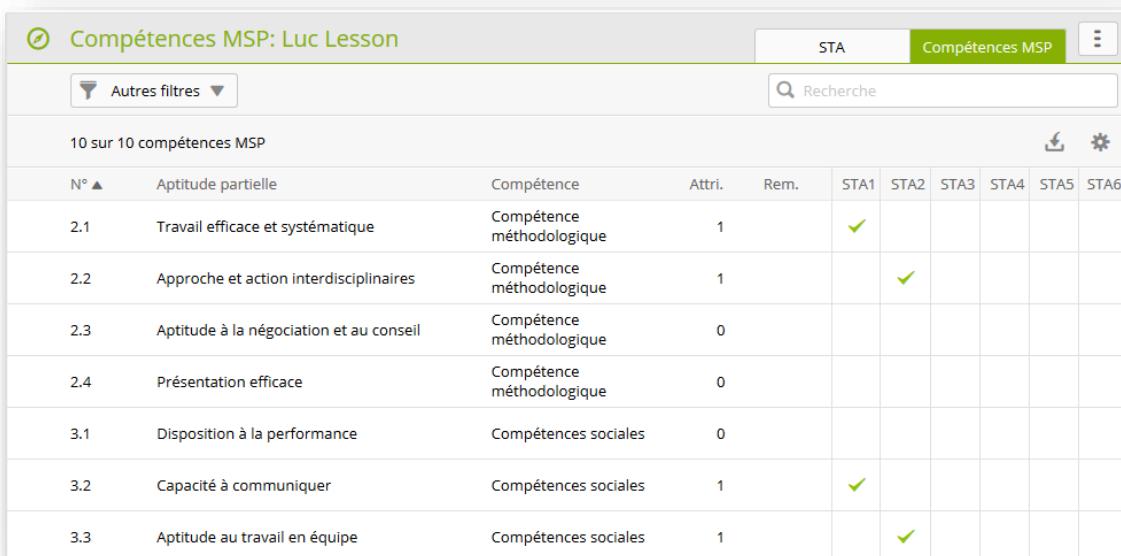 Compétences MSP: Luc Lesson
STA
Compétences MSP
Autres filtres
Recherche
10 sur 10 compétences MSP
N° Aptitude partielle Compétence Attri. Rem. STA1 STA2 STA3 STA4 STA5 STA6
2.1 Travail efficace et systématique Compétence méthodologique 1
2.2 Approche et action interdisciplinaires Compétence méthodologique 1
2.3 Aptitude à la négociation et au conseil Compétence méthodologique 0
2.4 Présentation efficace Compétence méthodologique 0
3.1 Disposition à la performance Compétences sociales 0
3.2 Capacité à communiquer Compétences sociales 1
3.3 Aptitude au travail en équipe Compétences sociales 1